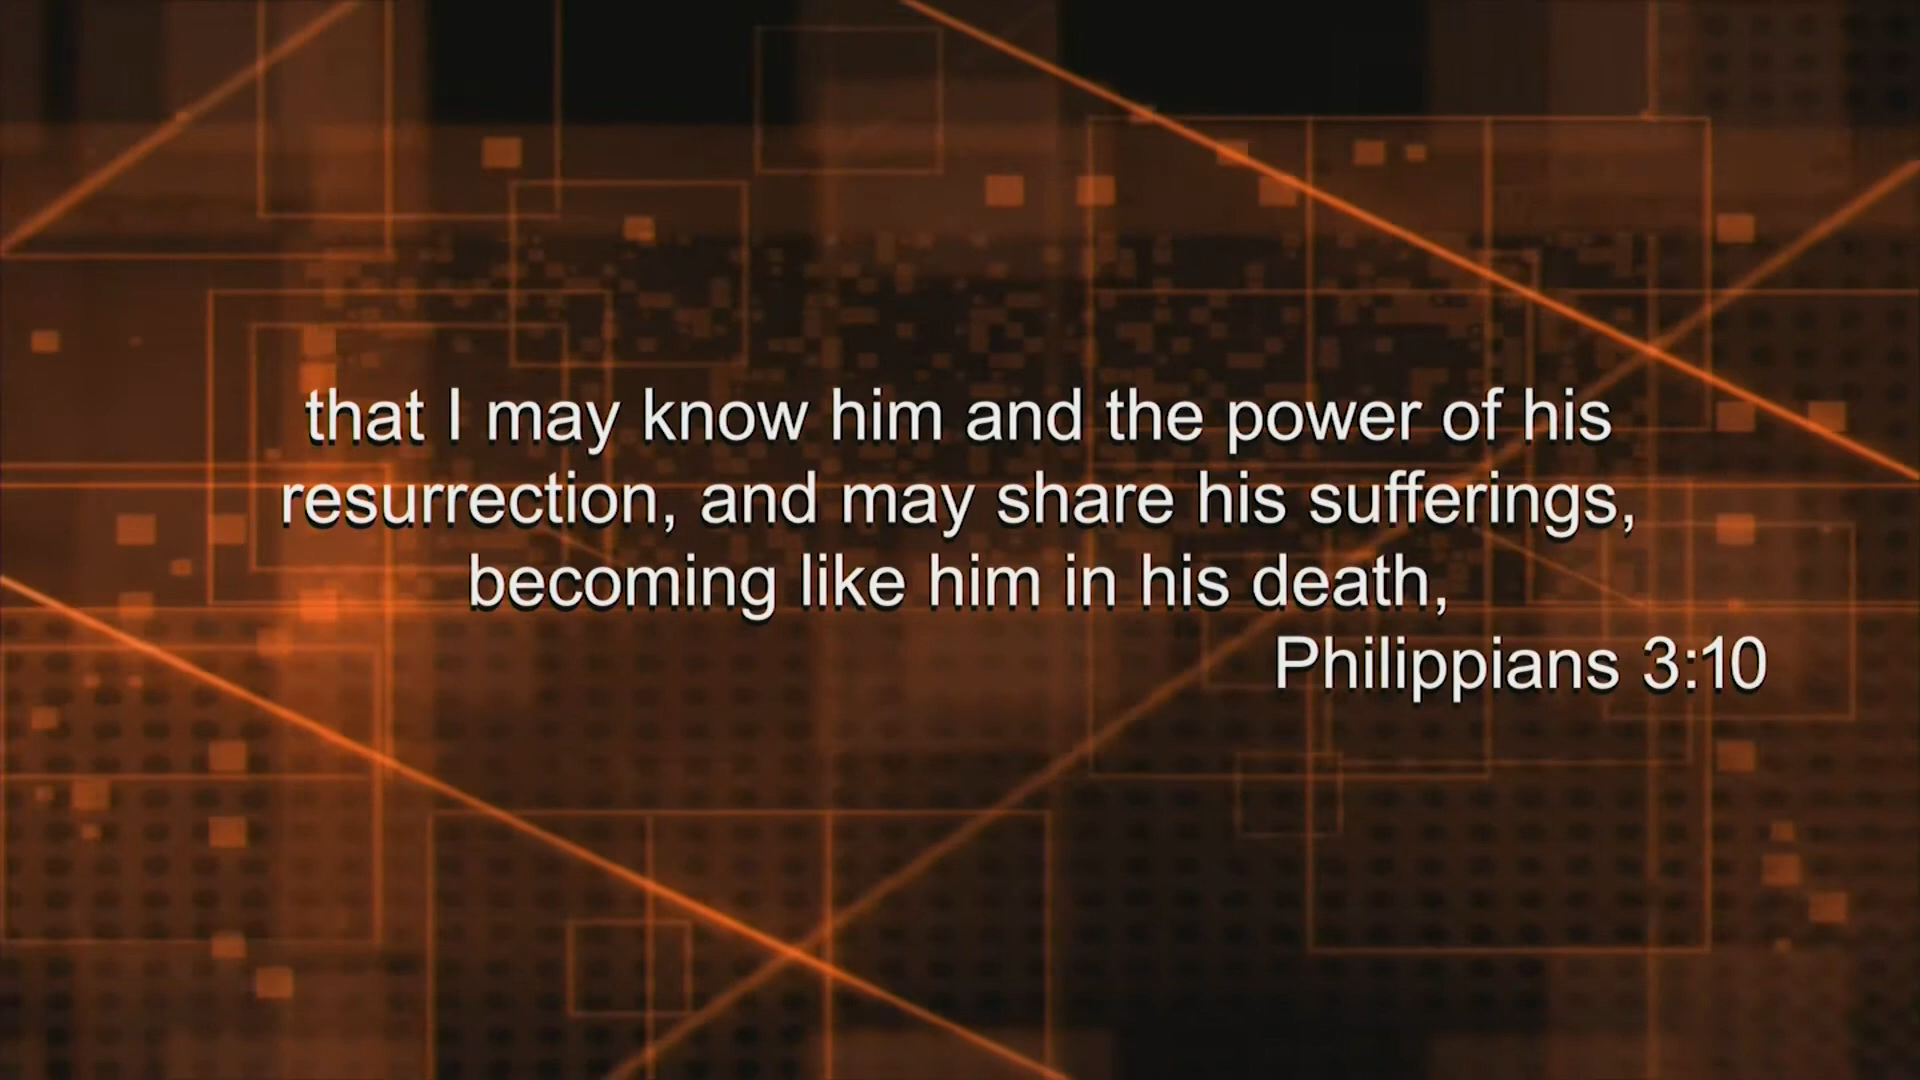 that I may know him and the power of his
resurrection, and may share his sufferings,
becoming like him in his death,
Philippians 3:10